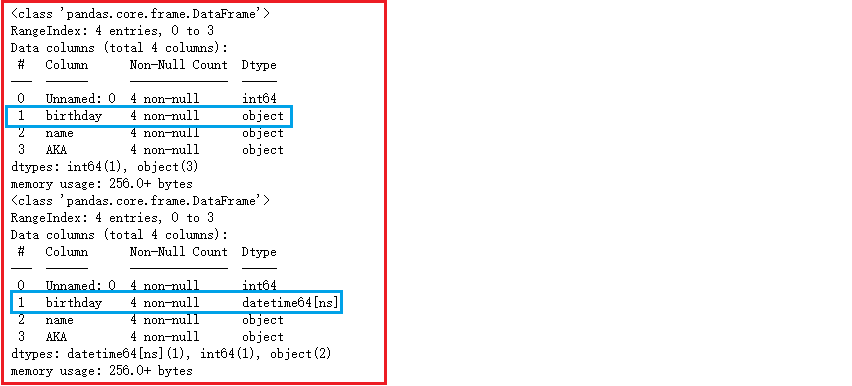 <class 'pandas.core.frame.DataFrame'>
RangeIndex: 4 entries, 0 to 3
Data columns (total 4 columns):
 #   Column      Non-Null Count  Dtype
---  ------      --------------  -----
 0   Unnamed: 0  4 non-null      int64
 1   birthday    4 non-null      object
 2   name        4 non-null      object
 3   AKA         4 non-null      object
dtypes: int64(1), object(3)
memory usage: 256.0+ bytes
<class 'pandas.core.frame.DataFrame'>
RangeIndex: 4 entries, 0 to 3
Data columns (total 4 columns):
 #   Column      Non-Null Count  Dtype
---  ------      --------------  -----
 0   Unnamed: 0  4 non-null      int64
 1   birthday    4 non-null      datetime64[ns]
 2   name        4 non-null      object
 3   AKA         4 non-null      object
dtypes: datetime64[ns](1), int64(1), object(2)
memory usage: 256.0+ bytes